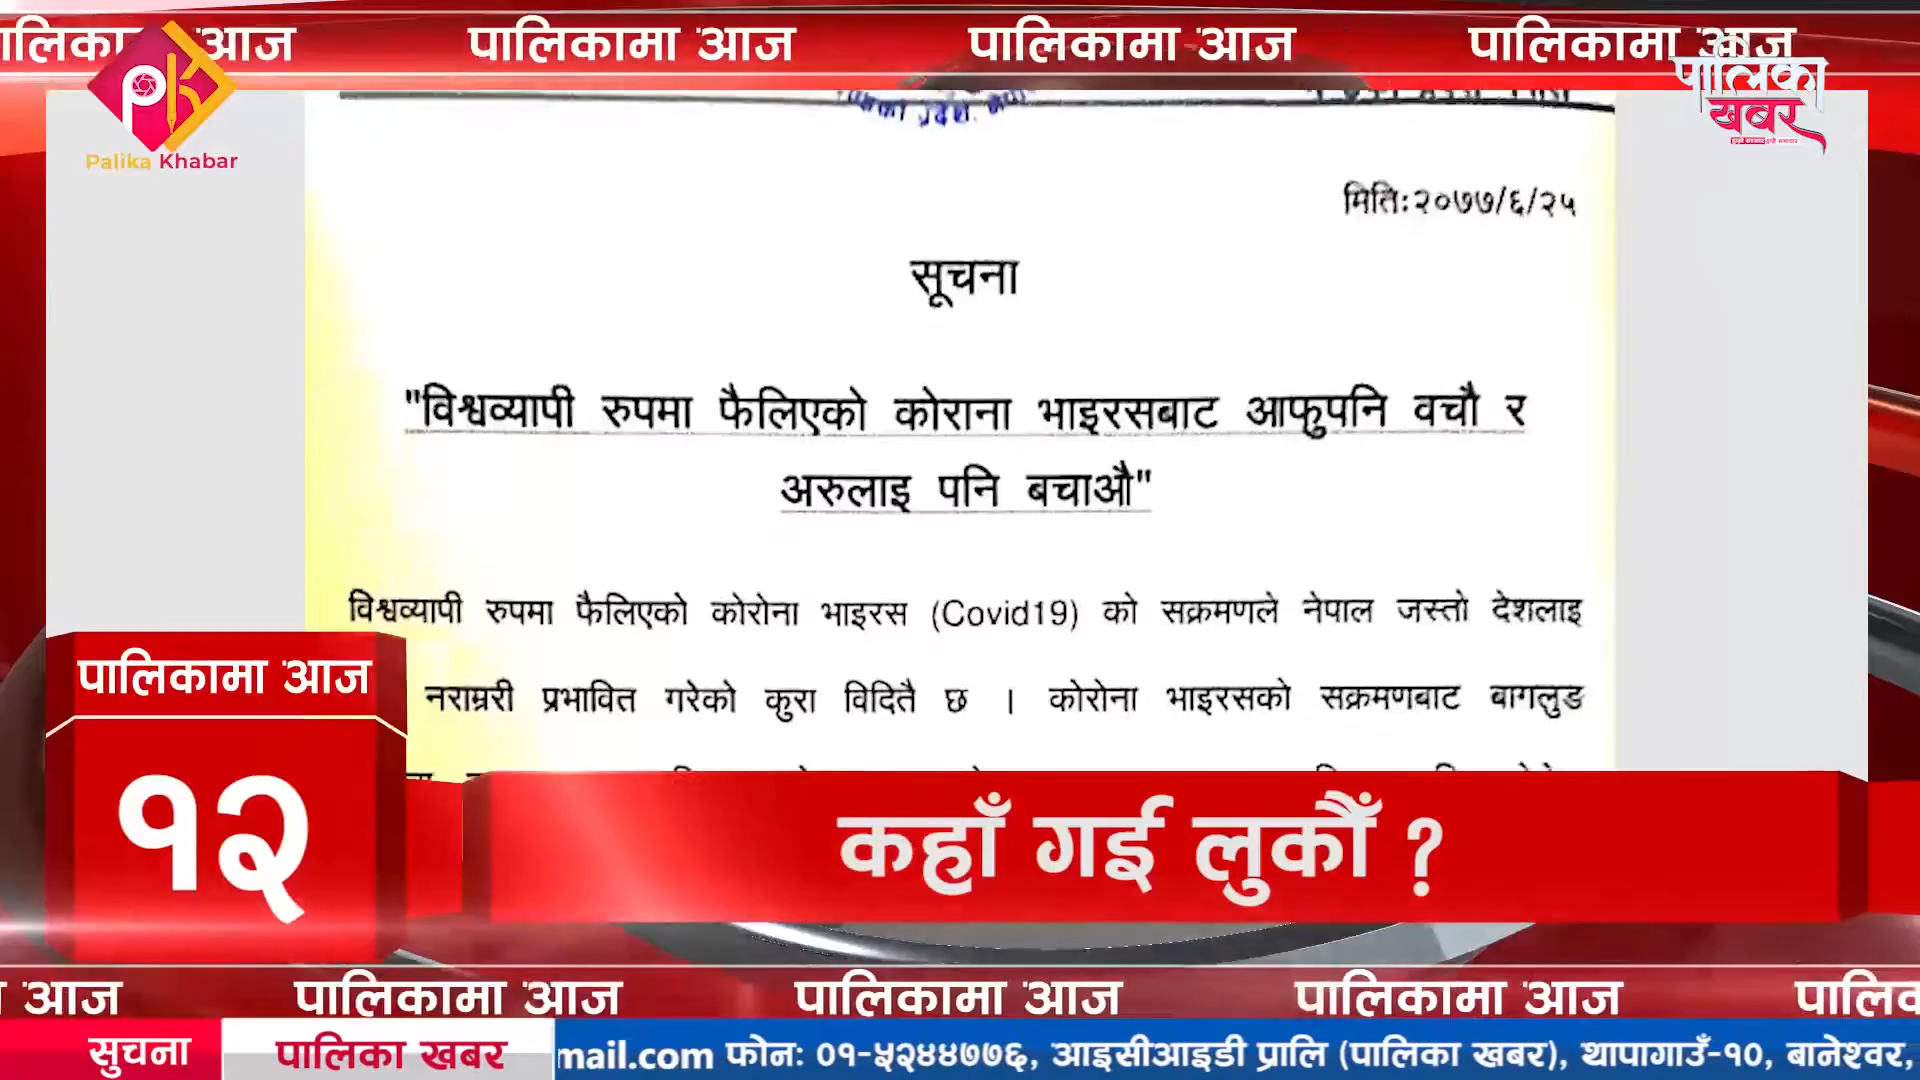 पालिकामा आज पालिकामा आज पालिकामा आज पालिकामा आज
PK
Palika Khabar
पालिका
खबर
मितिः२०७७/६/२५
सूचना
"विश्वव्यापी रुपमा फैलिएको कोराना भाइरसबाट आफुपनि वचौ र
अरुलाइ पनि बचाऔ"
विश्वव्यापी रुपमा फैलिएको कोरोना भाइरस (Covid19) को सक्रमणले नेपाल जस्तो देशलाइ
नराम्ररी प्रभावित गरेको कुरा विदितै छ । कोरोना भाइरसको सक्रमणबाट बागलुङ
पालिकामा आज
१२
कहाँ गई लुकौँ ?
आज पालिकामा आज पालिकामा आज पालिकामा आज
सुचना पालिका खबर mail.com फोनः ०१-५२४४७७६, आइसीआइडी प्रालि (पालिका खबर), थापागाउँ-१०, बानेश्वर,